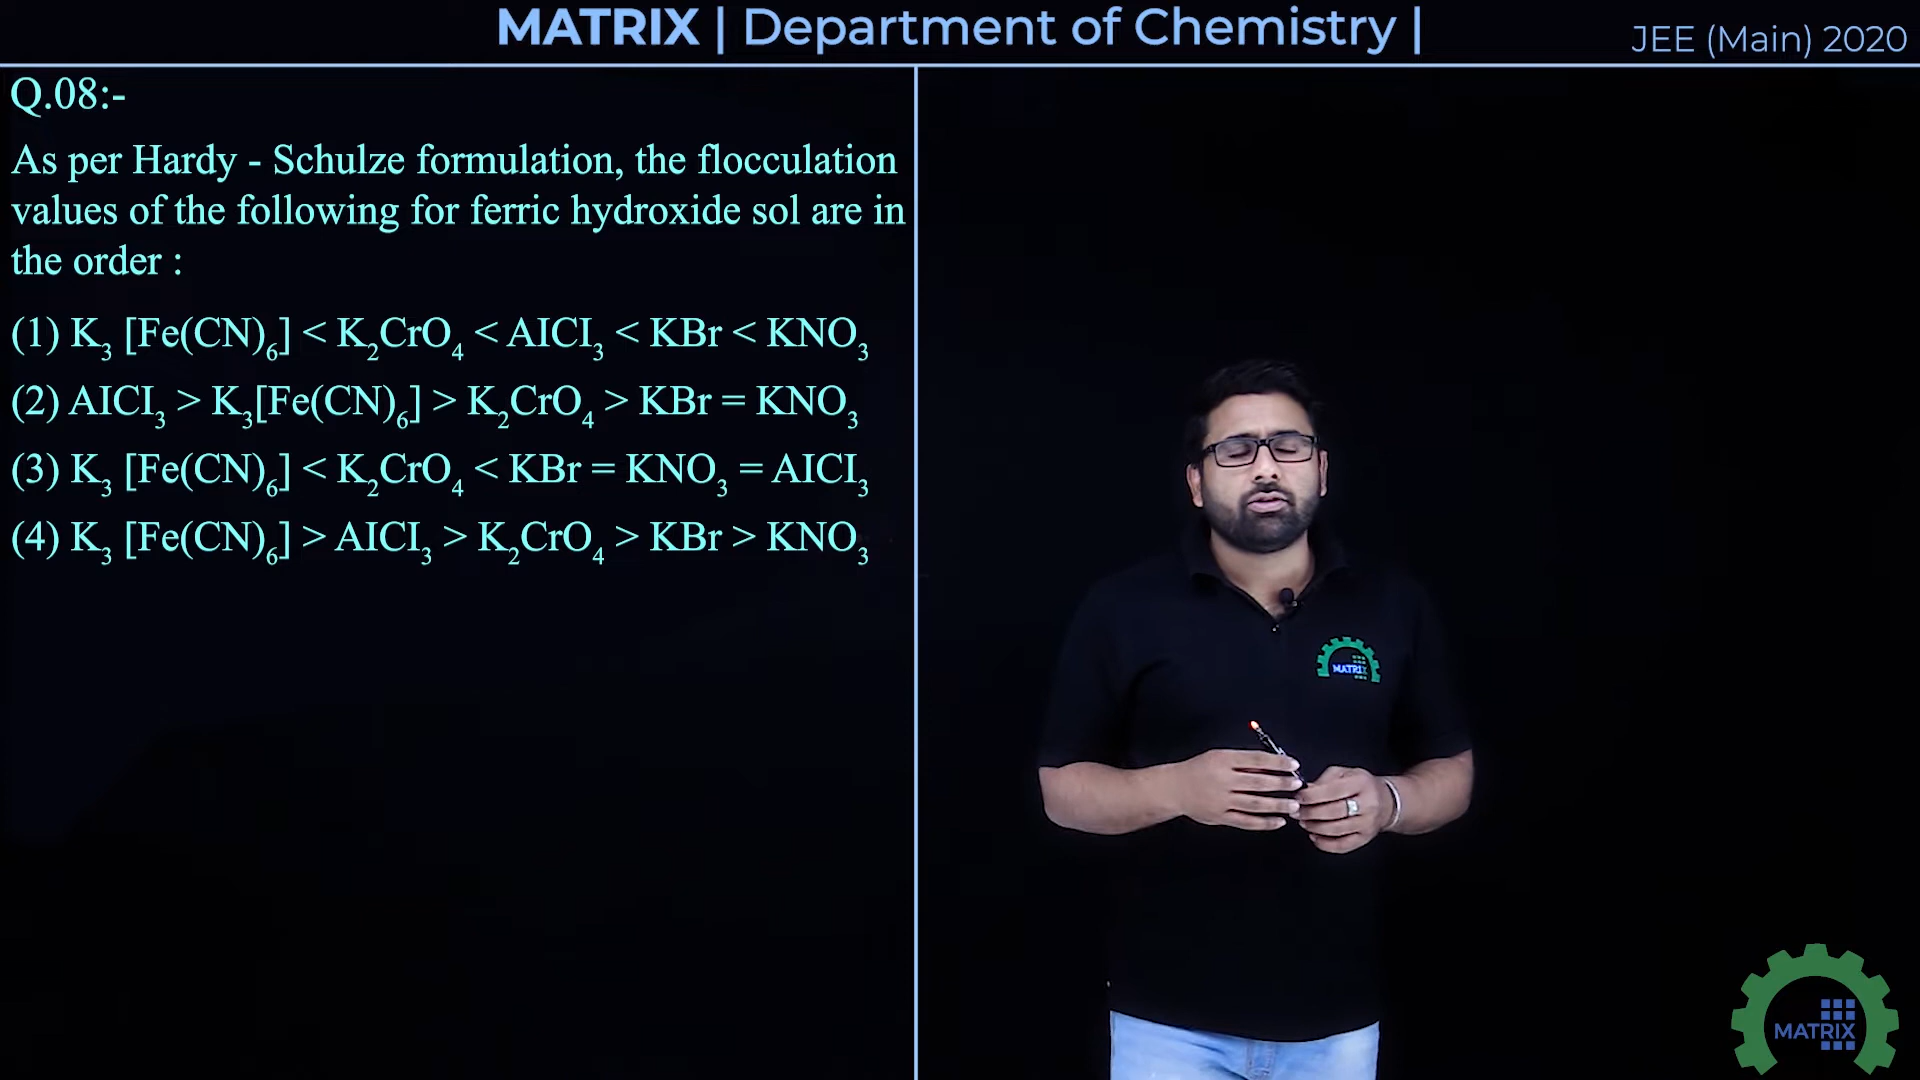 MATRIX | Department of Chemistry |
JEE (Main) 2020
Q.08:-
As per Hardy - Schulze formulation, the flocculation
values of the following for ferric hydroxide sol are in
the order :
(1) K₃ [Fe(CN)₆] < K₂CrO₄ < AICI₃ < KBr < KNO₃
(2) AICI₃ > K₃[Fe(CN)₆] > K₂CrO₄ > KBr = KNO₃
(3) K₃ [Fe(CN)₆] < K₂CrO₄ < KBr = KNO₃ = AICI₃
(4) K₃ [Fe(CN)₆] > AICI₃ > K₂CrO₄ > KBr > KNO₃
MATRIX
MATRIX